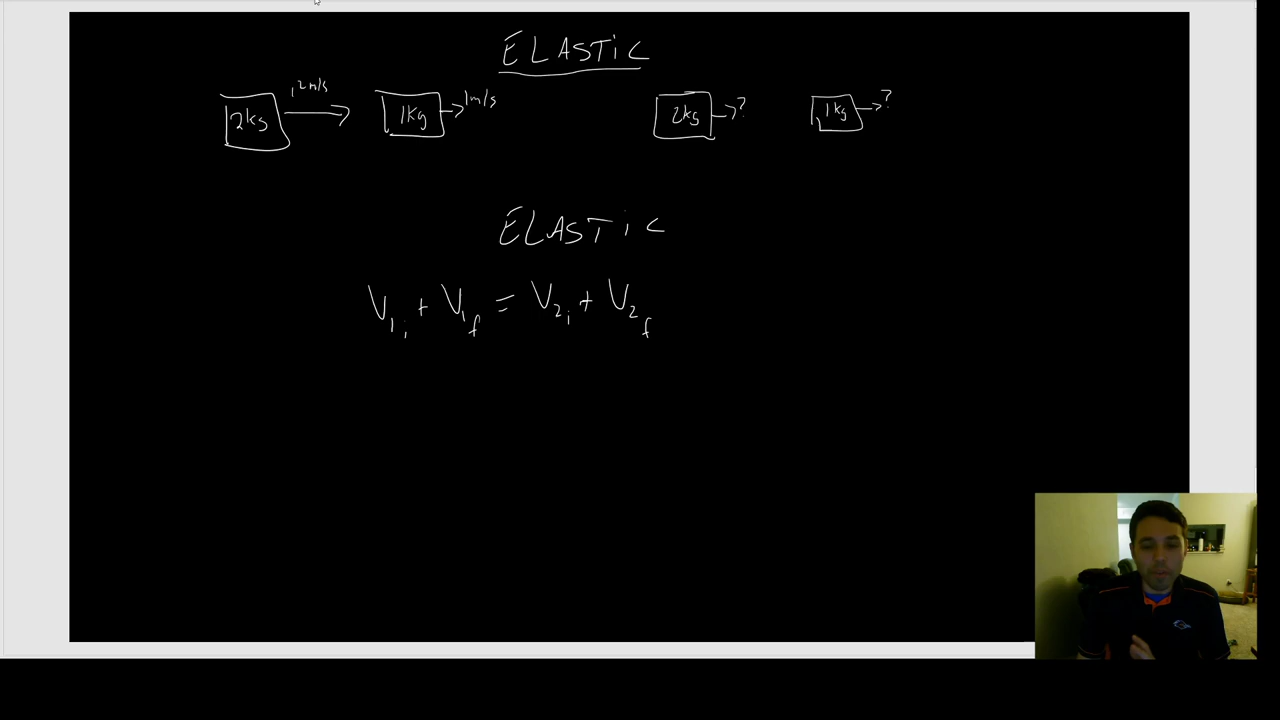 ELASTIC
2kg 2m/s 1kg 1m/s 2kg ? 1kg ?
ELASTIC
V1i + V1f = V2i + V2f